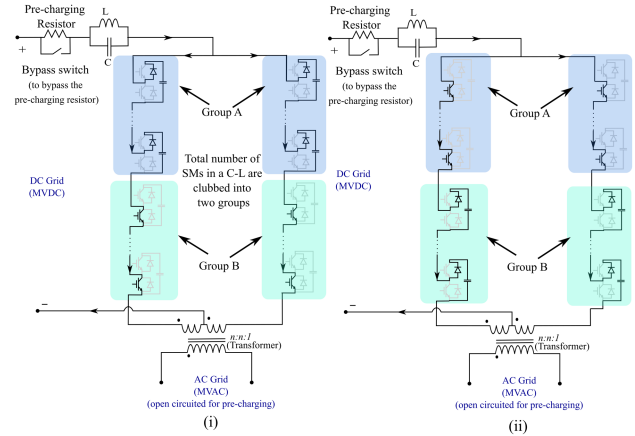 Pre-charging
Resistor
L
+
C
Bypass switch
(to bypass the
pre-charging resistor)
Group A
DC Grid
(MVDC)
Total number of
SMs in a C-L are
clubbed into
two groups
Group B
−
n:n:1
(Transformer)
AC Grid
(MVAC)
(open circuited for pre-charging)
(i)
Pre-charging
Resistor
L
+
C
Bypass switch
(to bypass the
pre-charging resistor)
Group A
DC Grid
(MVDC)
Group B
−
n:n:1
(Transformer)
AC Grid
(MVAC)
(open circuited for pre-charging)
(ii)